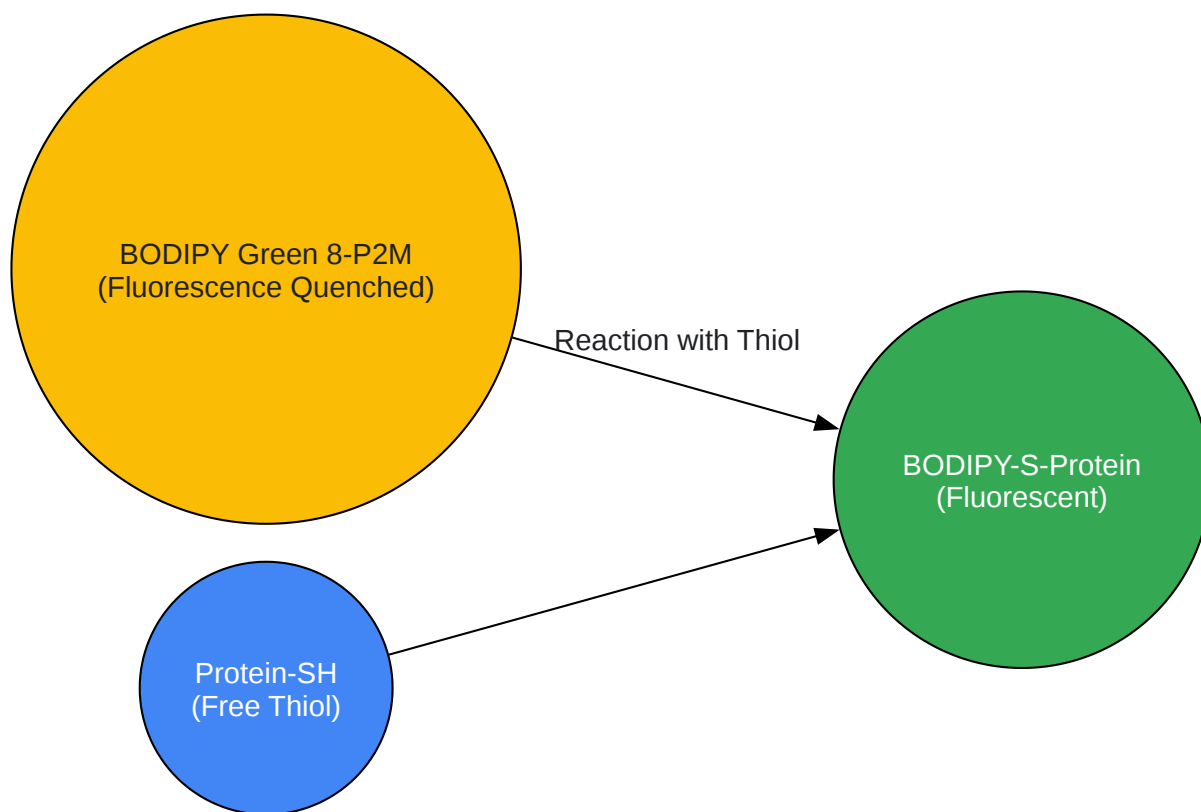 BODIPY Green 8-P2M
(Fluorescence Quenched)
Reaction with Thiol
BODIPY-S-Protein
(Fluorescent)
Protein-SH
(Free Thiol)